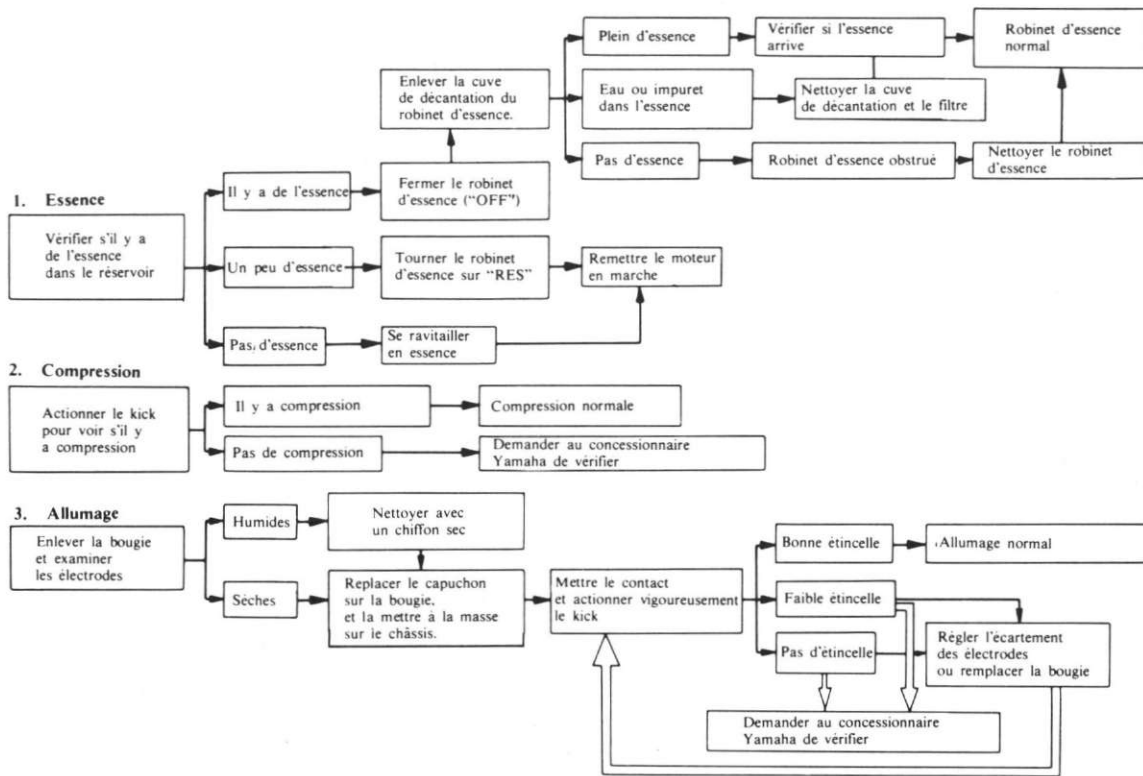 1. Essence
Vérifier s'il y a
de l'essence
dans le réservoir
Il y a de l'essence
Fermer le robinet
d'essence ("OFF")
Enlever la cuve
de décantation du
robinet d'essence.
Plein d'essence
Vérifier si l'essence
arrive
Robinet d'essence
normal
Eau ou impuret
dans l'essence
Nettoyer la cuve
de décantation et le filtre
Pas d'essence
Robinet d'essence obstrué
Nettoyer le robinet
d'essence
Un peu d'essence
Tourner le robinet
d'essence sur "RES"
Remettre le moteur
en marche
Pas d'essence
Se ravitailler
en essence
2. Compression
Actionner le kick
pour voir s'il y
a compression
Il y a compression
Compression normale
Pas de compression
Demander au concessionnaire
Yamaha de vérifier
3. Allumage
Enlever la bougie
et examiner
les électrodes
Humides
Nettoyer avec
un chiffon sec
Sèches
Replacer le capuchon
sur la bougie,
et la mettre à la masse
sur le châssis.
Mettre le contact
et actionner vigoureusement
le kick
Bonne étincelle
Allumage normal
Faible étincelle
Pas d'étincelle
Régler l'écartement
des électrodes
ou remplacer la bougie
Demander au concessionnaire
Yamaha de vérifier